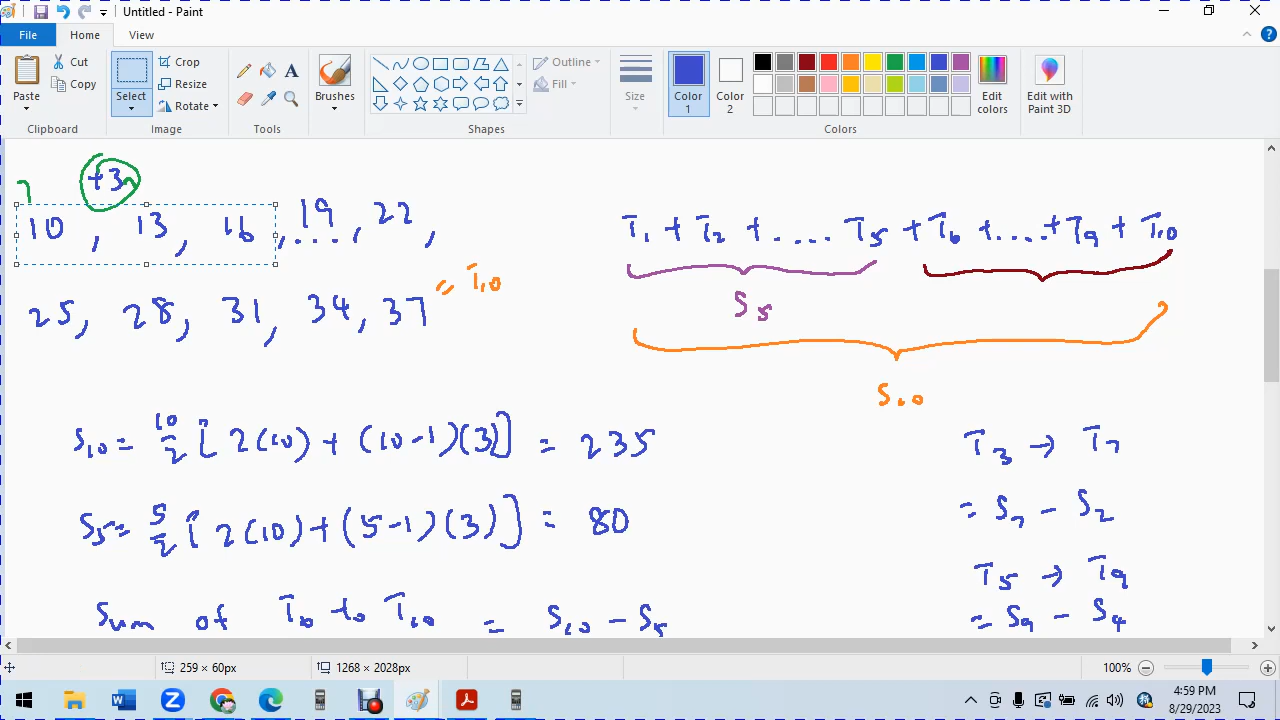 Untitled - Paint
File Home View
Paste Cut Copy Clipboard
Select Crop Resize Rotate Image
Tools
Brushes
Outline Fill Shapes
Size
Color 1 Color 2 Edit colors Colors
Edit with Paint 3D
+3
10 , 13 , 16 , 19 , 22 ,
....
25, 28, 31, 34, 37 = T10
T1 + T2 + .... T5 + T6 + .... + T9 + T10
S5
S10
S10 = 10/2 [ 2(10) + (10-1)(3)] = 235
S5 = 5/2 [ 2(10) + (5-1)(3) ] = 80
Sum of T6 to T10 = S10 - S5
T3 → T7
= S7 - S2
T5 → T9
= S9 - S4
259 × 60px 1268 × 2028px 100%
4:59 PM
8/29/2023